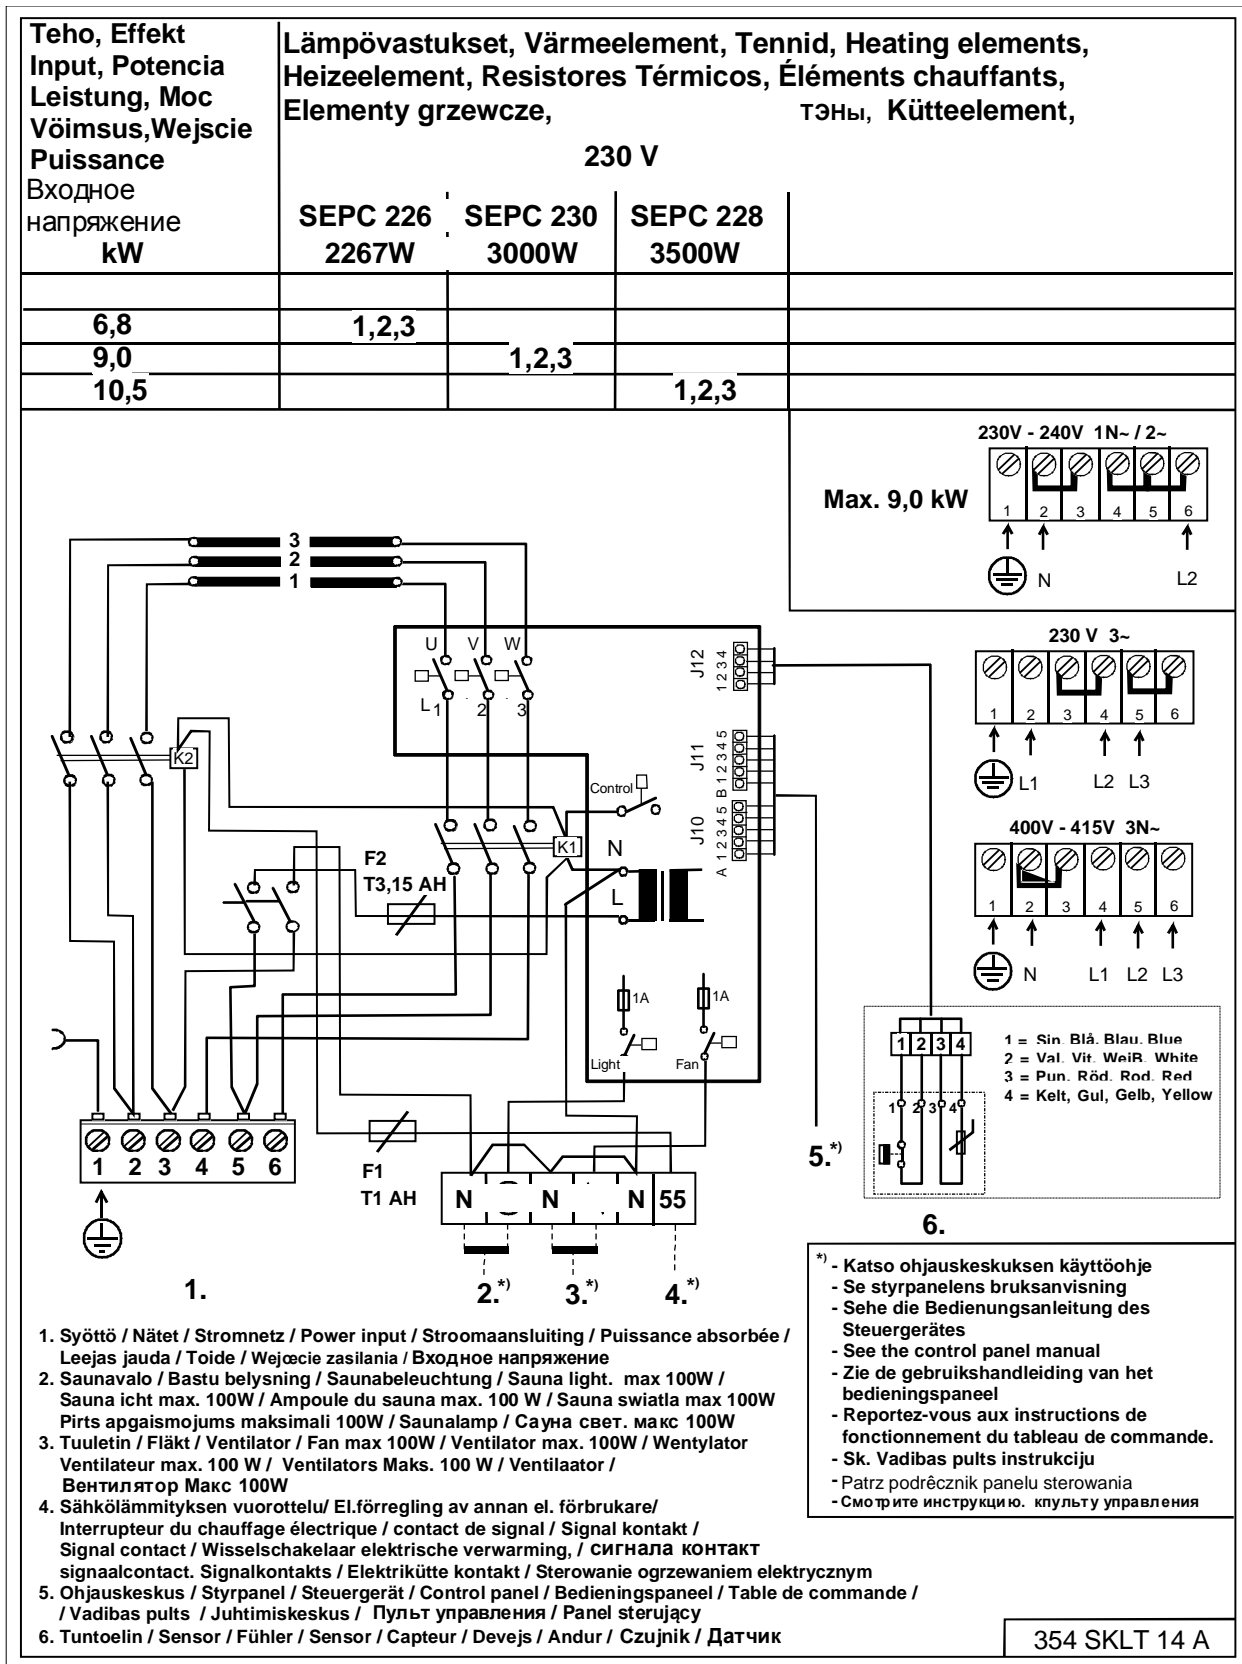 Teho, Effekt
Input, Potencia
Leistung, Moc
Vöimsus,Wejscie
Puissance
Входное
напряжение
kW
Lämpövastukset, Värmeelement, Tennid, Heating elements,
Heizeelement, Resistores Térmicos, Éléments chauffants,
Elementy grzewcze, ТЭНы, Kütteelement,
230 V
SEPC 226 SEPC 230 SEPC 228
2267W 3000W 3500W
6,8 1,2,3
9,0 1,2,3
10,5 1,2,3
230V - 240V 1N~ / 2~
Max. 9,0 kW
1 2 3 4 5 6
N L2
230 V 3~
1 2 3 4 5 6
L1 L2 L3
400V - 415V 3N~
1 2 3 4 5 6
N L1 L2 L3
3
2
1
U V W
L 1 2 3
J12
1 2 3 4
K2
J11
B 1 2 3 4 5
Control
J10
A 1 2 3 4 5
K1
N
L
F2
T3,15 AH
1A 1A
Light Fan
1 2 3 4 5 6
1.
F1
T1 AH
N N N 55
2.*) 3.*) 4.*)
5.*)
1 2 3 4
1 2 3 4
1 = Sin. Blå. Blau. Blue
2 = Val. Vit. WeiB. White
3 = Pun. Röd. Rod. Red
4 = Kelt, Gul, Gelb, Yellow
6.
*) - Katso ohjauskeskuksen käyttöohje
- Se styrpanelens bruksanvisning
- Sehe die Bedienungsanleitung des
Steuergerätes
- See the control panel manual
- Zie de gebruikshandleiding van het
bedieningspaneel
- Reportez-vous aux instructions de
fonctionnement du tableau de commande.
- Sk. Vadibas pults instrukciju
- Patrz podrêcznik panelu sterowania
- Смотрите инструкцию. кпульту управления
1. Syöttö / Nätet / Stromnetz / Power input / Stroomaansluiting / Puissance absorbée /
Leejas jauda / Toide / Wejœcie zasilania / Входное напряжение
2. Saunavalo / Bastu belysning / Saunabeleuchtung / Sauna light. max 100W /
Sauna icht max. 100W / Ampoule du sauna max. 100 W / Sauna swiatla max 100W
Pirts apgaismojums maksimali 100W / Saunalamp / Сауна свет. макс 100W
3. Tuuletin / Fläkt / Ventilator / Fan max 100W / Ventilator max. 100W / Wentylator
Ventilateur max. 100 W / Ventilators Maks. 100 W / Ventilaator /
Вентилятор Макс 100W
4. Sähkölämmityksen vuorottelu/ El.förregling av annan el. förbrukare/
Interrupteur du chauffage électrique / contact de signal / Signal kontakt /
Signal contact / Wisselschakelaar elektrische verwarming, / сигнала контакт
signaalcontact. Signalkontakts / Elektrikütte kontakt / Sterowanie ogrzewaniem elektrycznym
5. Ohjauskeskus / Styrpanel / Steuergerät / Control panel / Bedieningspaneel / Table de commande /
/ Vadibas pults / Juhtimiskeskus / Пульт управления / Panel sterujący
6. Tuntoelin / Sensor / Fühler / Sensor / Capteur / Devejs / Andur / Czujnik / Датчик
354 SKLT 14 A